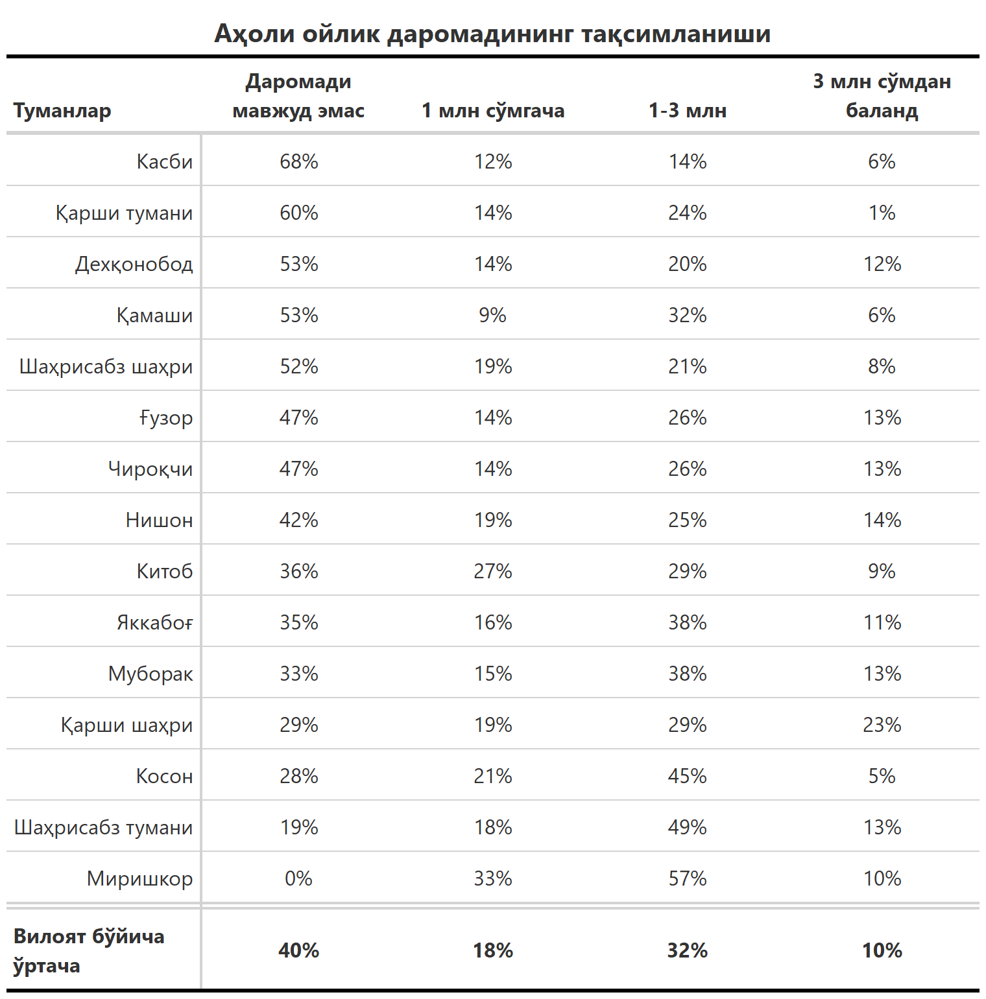 Аҳоли ойлик даромадининг тақсимланиши
Туманлар Даромади мавжуд эмас 1 млн сўмгача 1-3 млн 3 млн сўмдан баланд
Касби 68% 12% 14% 6%
Қарши тумани 60% 14% 24% 1%
Дехқонобод 53% 14% 20% 12%
Қамаши 53% 9% 32% 6%
Шаҳрисабз шаҳри 52% 19% 21% 8%
Ғузор 47% 14% 26% 13%
Чироқчи 47% 14% 26% 13%
Нишон 42% 19% 25% 14%
Китоб 36% 27% 29% 9%
Яккабоғ 35% 16% 38% 11%
Муборак 33% 15% 38% 13%
Қарши шаҳри 29% 19% 29% 23%
Косон 28% 21% 45% 5%
Шаҳрисабз тумани 19% 18% 49% 13%
Миришкор 0% 33% 57% 10%
Вилоят бўйича ўртача 40% 18% 32% 10%